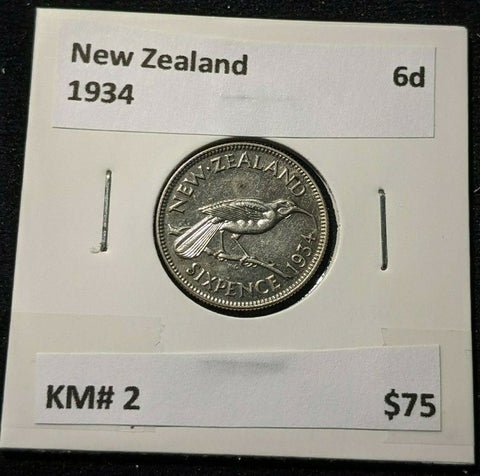 New Zealand 6d
1934
NEW·ZEALAND
1934
SIXPENCE
KM# 2 $75